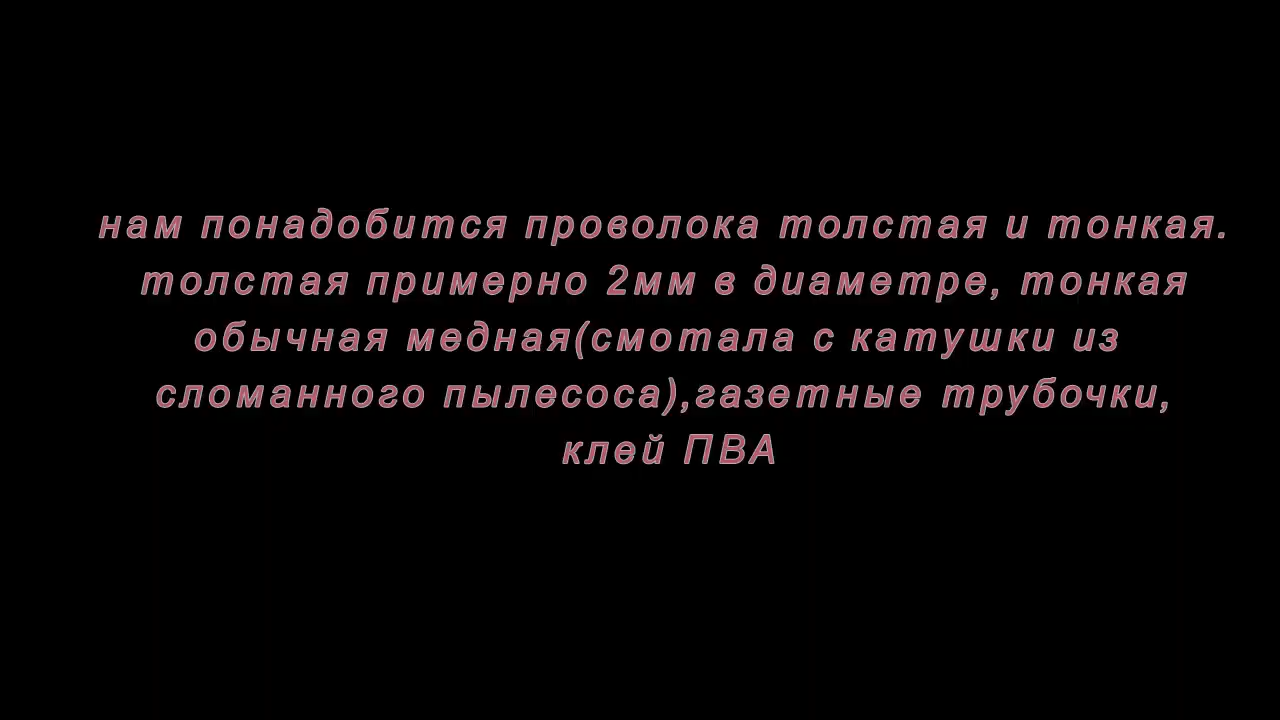 нам понадобится проволока толстая и тонкая.
толстая примерно 2мм в диаметре, тонкая
обычная медная(смотала с катушки из
сломанного пылесоса),газетные трубочки,
клей ПВА